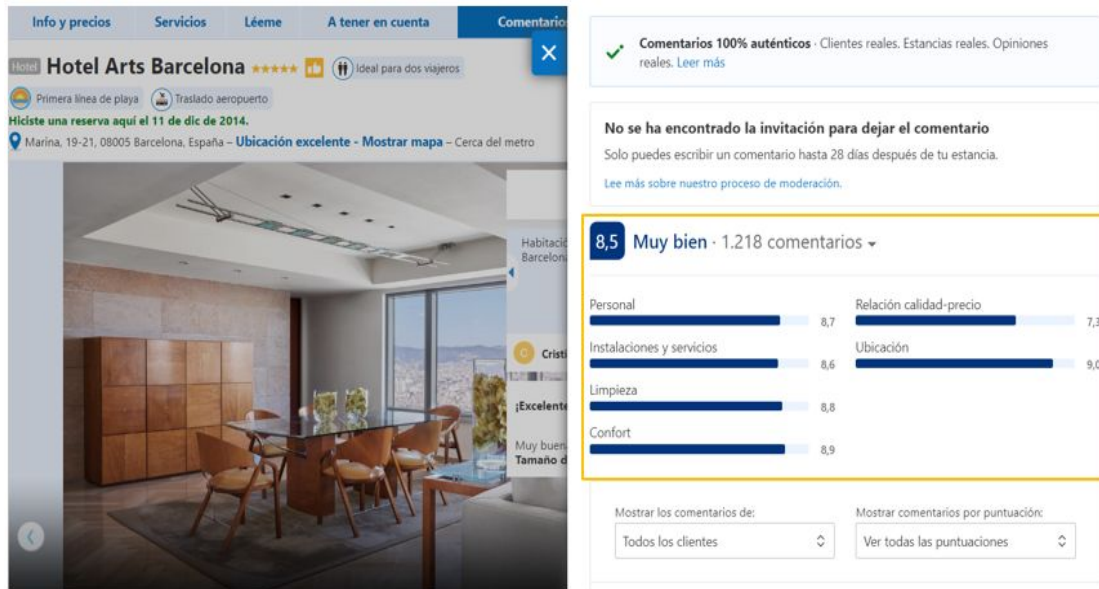 Info y precios
Servicios
Léeme
A tener en cuenta
Comentarios
Hotel Hotel Arts Barcelona
Ideal para dos viajeros
Primera línea de playa
Traslado aeropuerto
Hiciste una reserva aquí el 11 de dic de 2014.
Marina, 19-21, 08005 Barcelona, España – Ubicación excelente - Mostrar mapa – Cerca del metro
Habitació
Barcelona
C Cristi
¡Excelente
Muy buen
Tamaño d
Comentarios 100% auténticos · Clientes reales. Estancias reales. Opiniones
reales. Leer más
No se ha encontrado la invitación para dejar el comentario
Solo puedes escribir un comentario hasta 28 días después de tu estancia.
Lee más sobre nuestro proceso de moderación.
8,5 Muy bien · 1.218 comentarios
Personal
8,7
Instalaciones y servicios
8,6
Limpieza
8,8
Confort
8,9
Relación calidad-precio
7,3
Ubicación
9,0
Mostrar los comentarios de:
Todos los clientes
Mostrar comentarios por puntuación:
Ver todas las puntuaciones